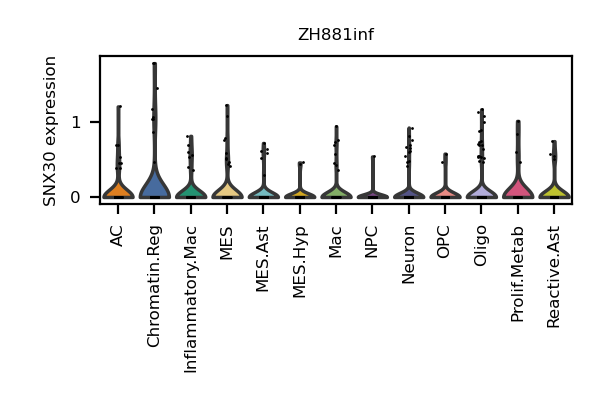 ZH881inf
SNX30 expression
1
0
AC
Chromatin.Reg
Inflammatory.Mac
MES
MES.Ast
MES.Hyp
Mac
NPC
Neuron
OPC
Oligo
Prolif.Metab
Reactive.Ast